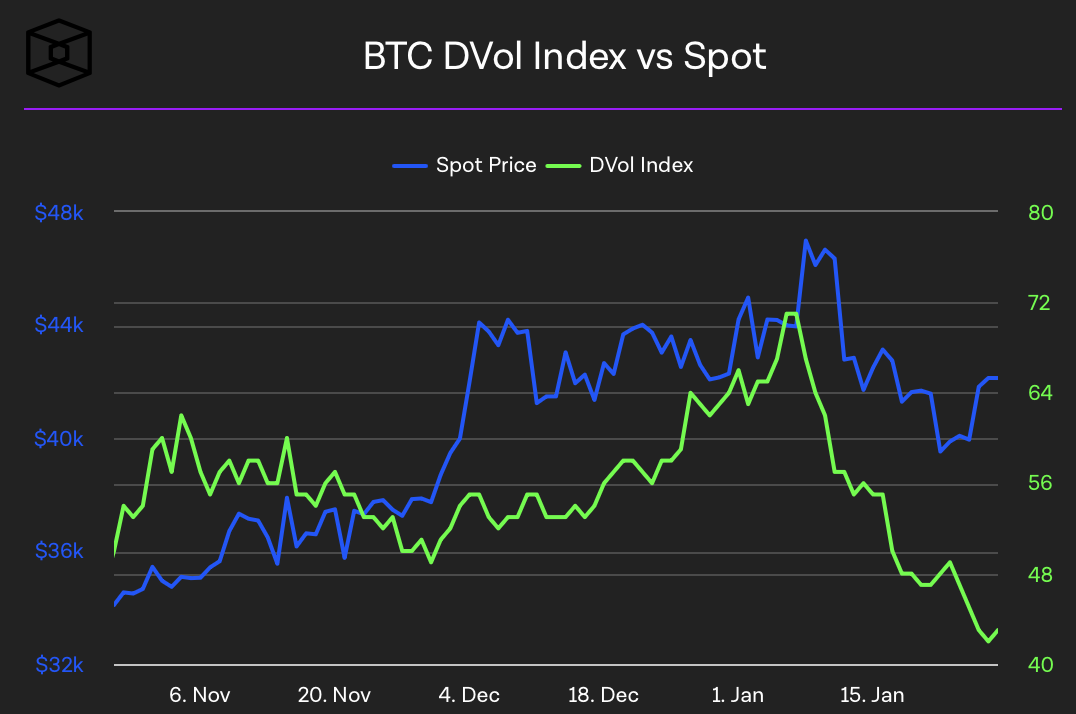 BTC DVol Index vs Spot
Spot Price DVol Index
$48k 80
72
$44k
64
$40k
56
$36k
48
$32k 40
6. Nov 20. Nov 4. Dec 18. Dec 1. Jan 15. Jan